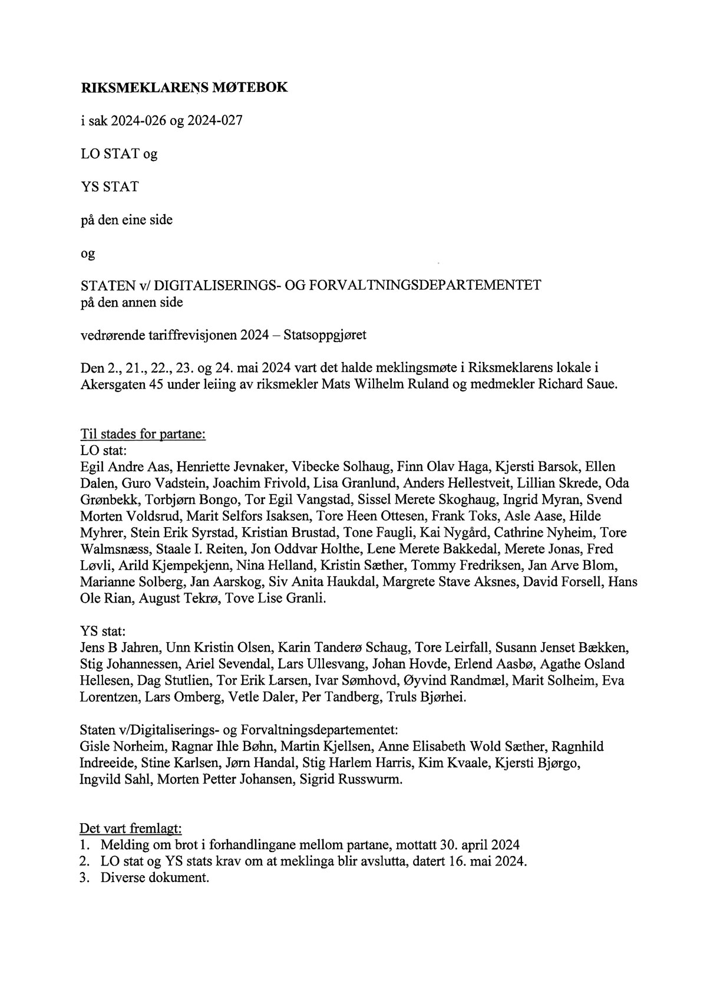 RIKSMEKLARENS MØTEBOK
i sak 2024-026 og 2024-027
LO STAT og
YS STAT
på den eine side
og
STATEN v/ DIGITALISERINGS- OG FORVALTNINGSDEPARTEMENTET
på den annen side
vedrørende tariffrevisjonen 2024 – Statsoppgjøret
Den 2., 21., 22., 23. og 24. mai 2024 vart det halde meklingsmøte i Riksmeklarens lokale i
Akersgaten 45 under leiing av riksmekler Mats Wilhelm Ruland og medmekler Richard Saue.
Til stades for partane:
LO stat:
Egil Andre Aas, Henriette Jevnaker, Vibecke Solhaug, Finn Olav Haga, Kjersti Barsok, Ellen
Dalen, Guro Vadstein, Joachim Frivold, Lisa Granlund, Anders Hellestveit, Lillian Skrede, Oda
Grønbekk, Torbjørn Bongo, Tor Egil Vangstad, Sissel Merete Skoghaug, Ingrid Myran, Svend
Morten Voldsrud, Marit Selfors Isaksen, Tore Heen Ottesen, Frank Toks, Asle Aase, Hilde
Myhrer, Stein Erik Syrstad, Kristian Brustad, Tone Faugli, Kai Nygård, Cathrine Nyheim, Tore
Walmsnæss, Staale I. Reiten, Jon Oddvar Holthe, Lene Merete Bakkedal, Merete Jonas, Fred
Løvli, Arild Kjempekjenn, Nina Helland, Kristin Sæther, Tommy Fredriksen, Jan Arve Blom,
Marianne Solberg, Jan Aarskog, Siv Anita Haukdal, Margrete Stave Aksnes, David Forsell, Hans
Ole Rian, August Tekrø, Tove Lise Granli.
YS stat:
Jens B Jahren, Unn Kristin Olsen, Karin Tanderø Schaug, Tore Leirfall, Susann Jenset Bækken,
Stig Johannessen, Ariel Sevendal, Lars Ullesvang, Johan Hovde, Erlend Aasbø, Agathe Osland
Hellesen, Dag Stutlien, Tor Erik Larsen, Ivar Sømhovd, Øyvind Randmæl, Marit Solheim, Eva
Lorentzen, Lars Omberg, Vetle Daler, Per Tandberg, Truls Bjørhei.
Staten v/Digitaliserings- og Forvaltningsdepartementet:
Gisle Norheim, Ragnar Ihle Bøhn, Martin Kjellsen, Anne Elisabeth Wold Sæther, Ragnhild
Indreeide, Stine Karlsen, Jørn Handal, Stig Harlem Harris, Kim Kvaale, Kjersti Bjørgo,
Ingvild Sahl, Morten Petter Johansen, Sigrid Russwurm.
Det vart fremlagt:
1. Melding om brot i forhandlingane mellom partane, mottatt 30. april 2024
2. LO stat og YS stats krav om at meklinga blir avslutta, datert 16. mai 2024.
3. Diverse dokument.